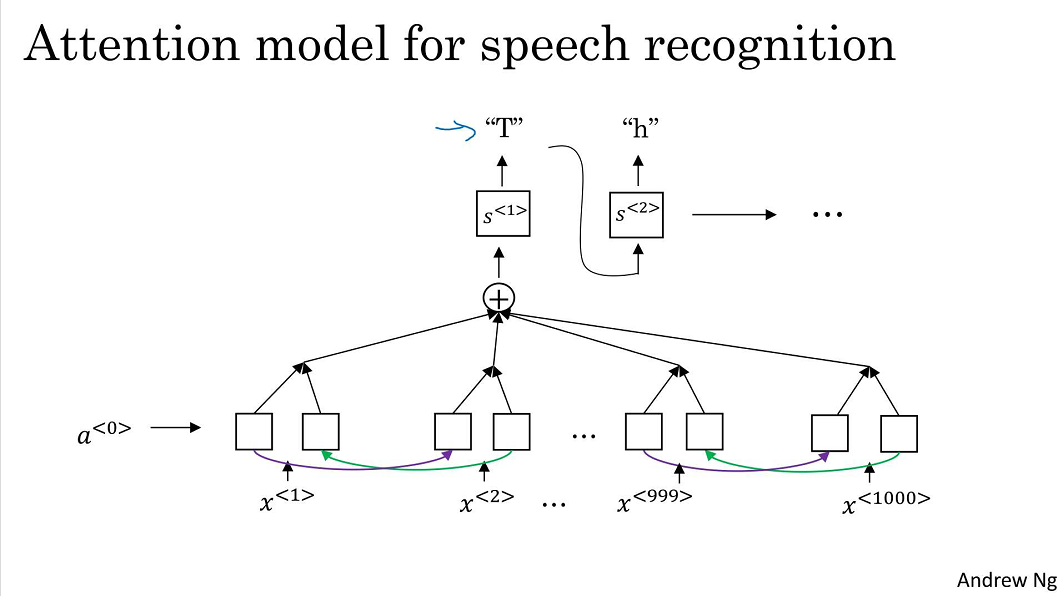 Attention model for speech recognition
“T” “h”
s<1> s<2> ...
+
a<0> ...
x<1> x<2> ... x<999> x<1000>
Andrew Ng